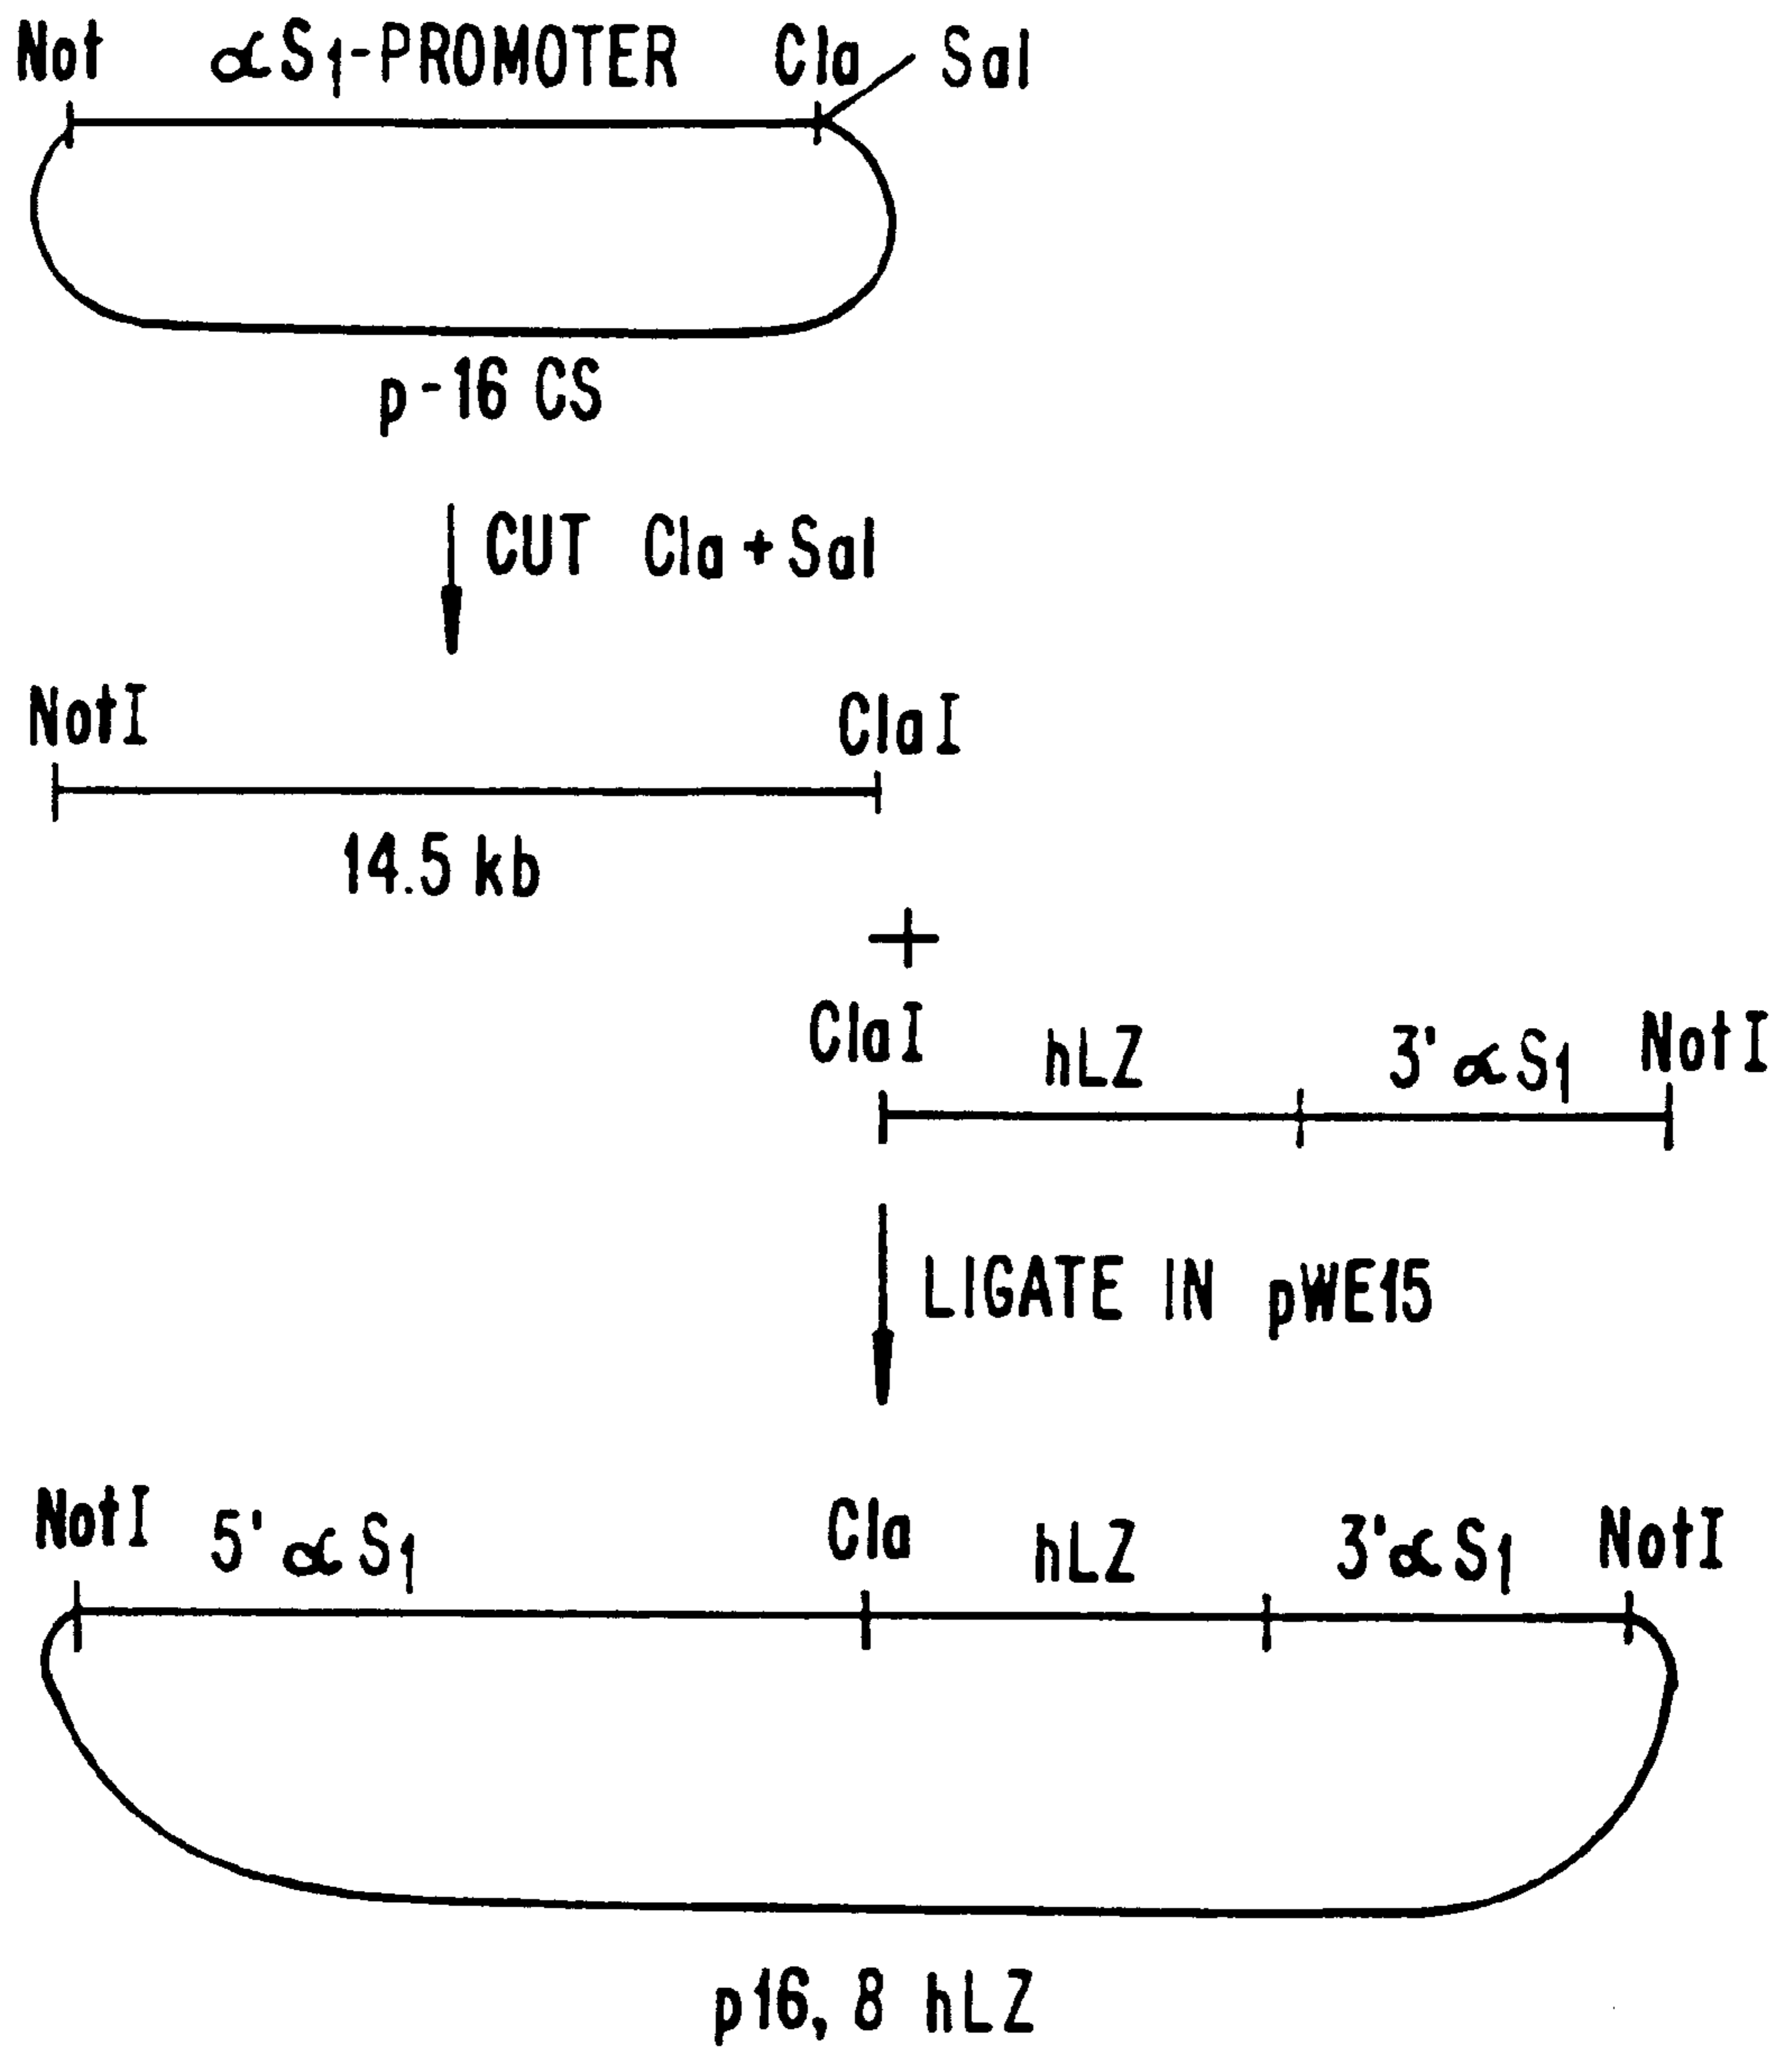 Not αS1-PROMOTER Cla Sal
p-16 CS
CUT Cla+Sal
NotI ClaI
14.5 kb
+
ClaI hLZ 3' αS1 NotI
LIGATE IN pWE15
NotI 5' αS1 Cla hLZ 3'αS1 NotI
p16, 8 hLZ